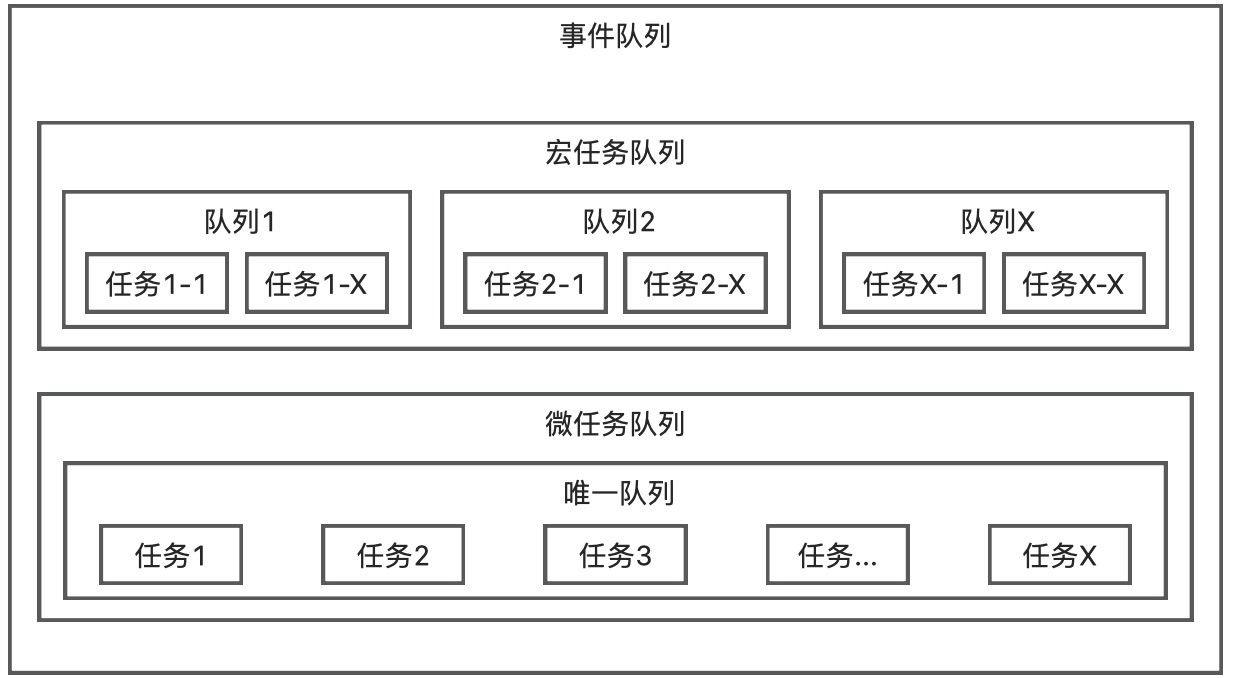 事件队列
宏任务队列
队列1
队列2
队列X
任务1-1
任务1-X
任务2-1
任务2-X
任务X-1
任务X-X
微任务队列
唯一队列
任务1
任务2
任务3
任务...
任务X